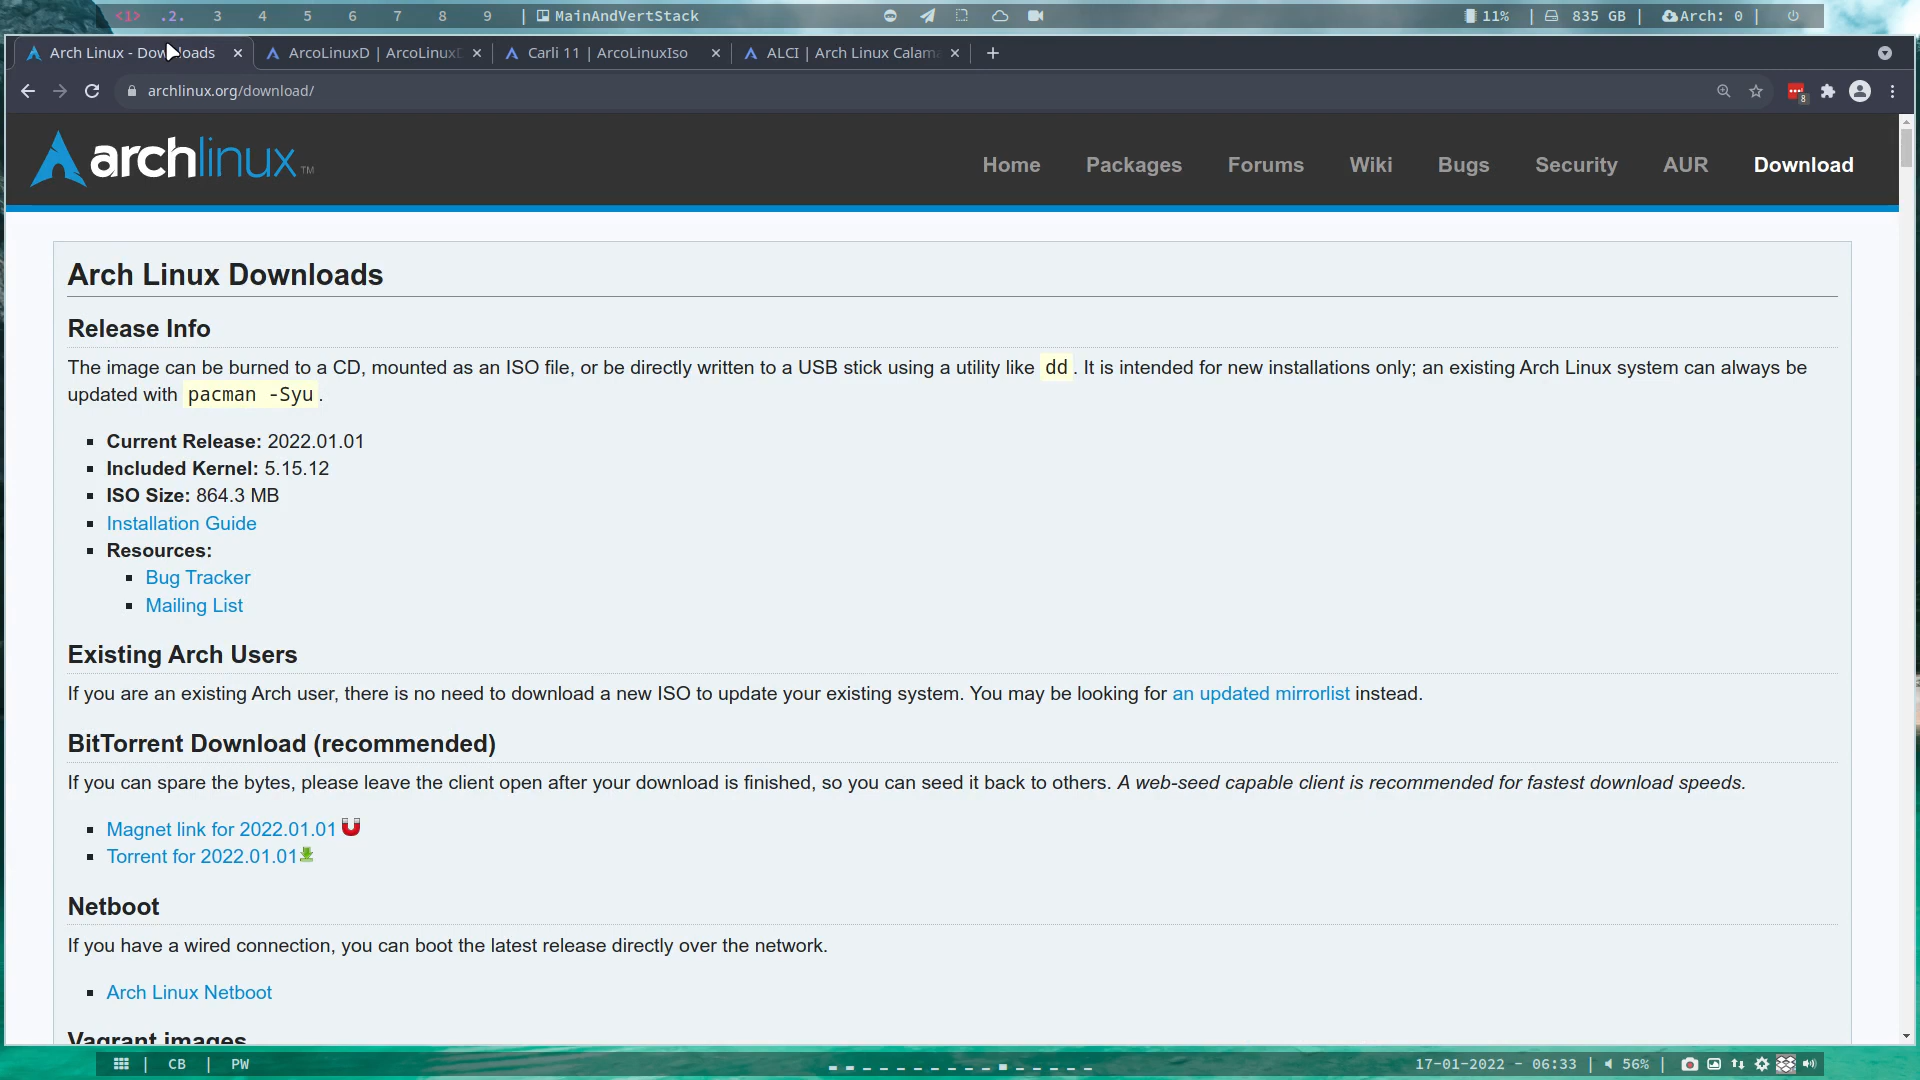 <1> .2. 3 4 5 6 7 8 9 | MainAndVertStack 11% | 835 GB | Arch: 0 |
Arch Linux - Downloads ArcoLinuxD | ArcoLinuxD Carli 11 | ArcoLinuxIso ALCI | Arch Linux Calam
archlinux.org/download/ 8
archlinux™ Home Packages Forums Wiki Bugs Security AUR Download
Arch Linux Downloads
Release Info
The image can be burned to a CD, mounted as an ISO file, or be directly written to a USB stick using a utility like dd. It is intended for new installations only; an existing Arch Linux system can always be
updated with pacman -Syu.
Current Release: 2022.01.01
Included Kernel: 5.15.12
ISO Size: 864.3 MB
Installation Guide
Resources:
Bug Tracker
Mailing List
Existing Arch Users
If you are an existing Arch user, there is no need to download a new ISO to update your existing system. You may be looking for an updated mirrorlist instead.
BitTorrent Download (recommended)
If you can spare the bytes, please leave the client open after your download is finished, so you can seed it back to others. A web-seed capable client is recommended for fastest download speeds.
Magnet link for 2022.01.01
Torrent for 2022.01.01
Netboot
If you have a wired connection, you can boot the latest release directly over the network.
Arch Linux Netboot
Vagrant images
| CB | PW 17-01-2022 - 06:33 | 56% |